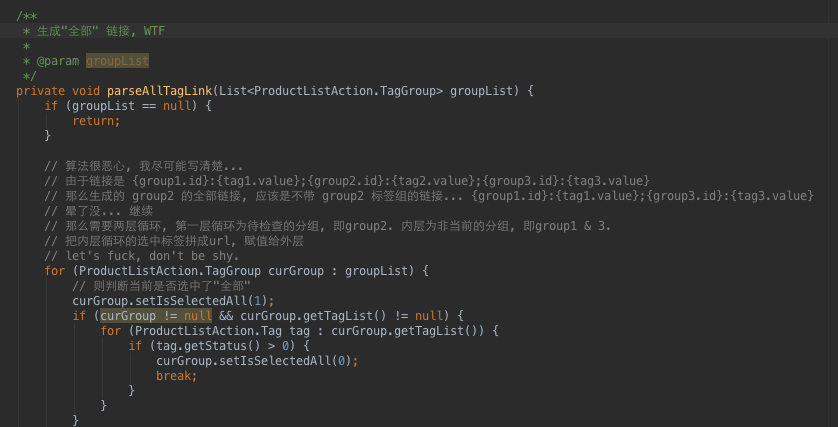 /**
 * 生成"全部" 链接, WTF
 *
 * @param groupList
 */
private void parseAllTagLink(List<ProductListAction.TagGroup> groupList) {
    if (groupList == null) {
        return;
    }

    // 算法很恶心, 我尽可能写清楚...
    // 由于链接是 {group1.id}:{tag1.value};{group2.id}:{tag2.value};{group3.id}:{tag3.value}
    // 那么生成的 group2 的全部链接, 应该是不带 group2 标签组的链接... {group1.id}:{tag1.value};{group3.id}:{tag3.value}
    // 晕了没... 继续
    // 那么需要两层循环, 第一层循环为待检查的分组, 即group2. 内层为非当前的分组, 即group1 & 3.
    // 把内层循环的选中标签拼成url, 赋值给外层
    // let's fuck, don't be shy.
    for (ProductListAction.TagGroup curGroup : groupList) {
        // 则判断当前是否选中了"全部"
        curGroup.setIsSelectedAll(1);
        if (curGroup != null && curGroup.getTagList() != null) {
            for (ProductListAction.Tag tag : curGroup.getTagList()) {
                if (tag.getStatus() > 0) {
                    curGroup.setIsSelectedAll(0);
                    break;
                }
            }
        }